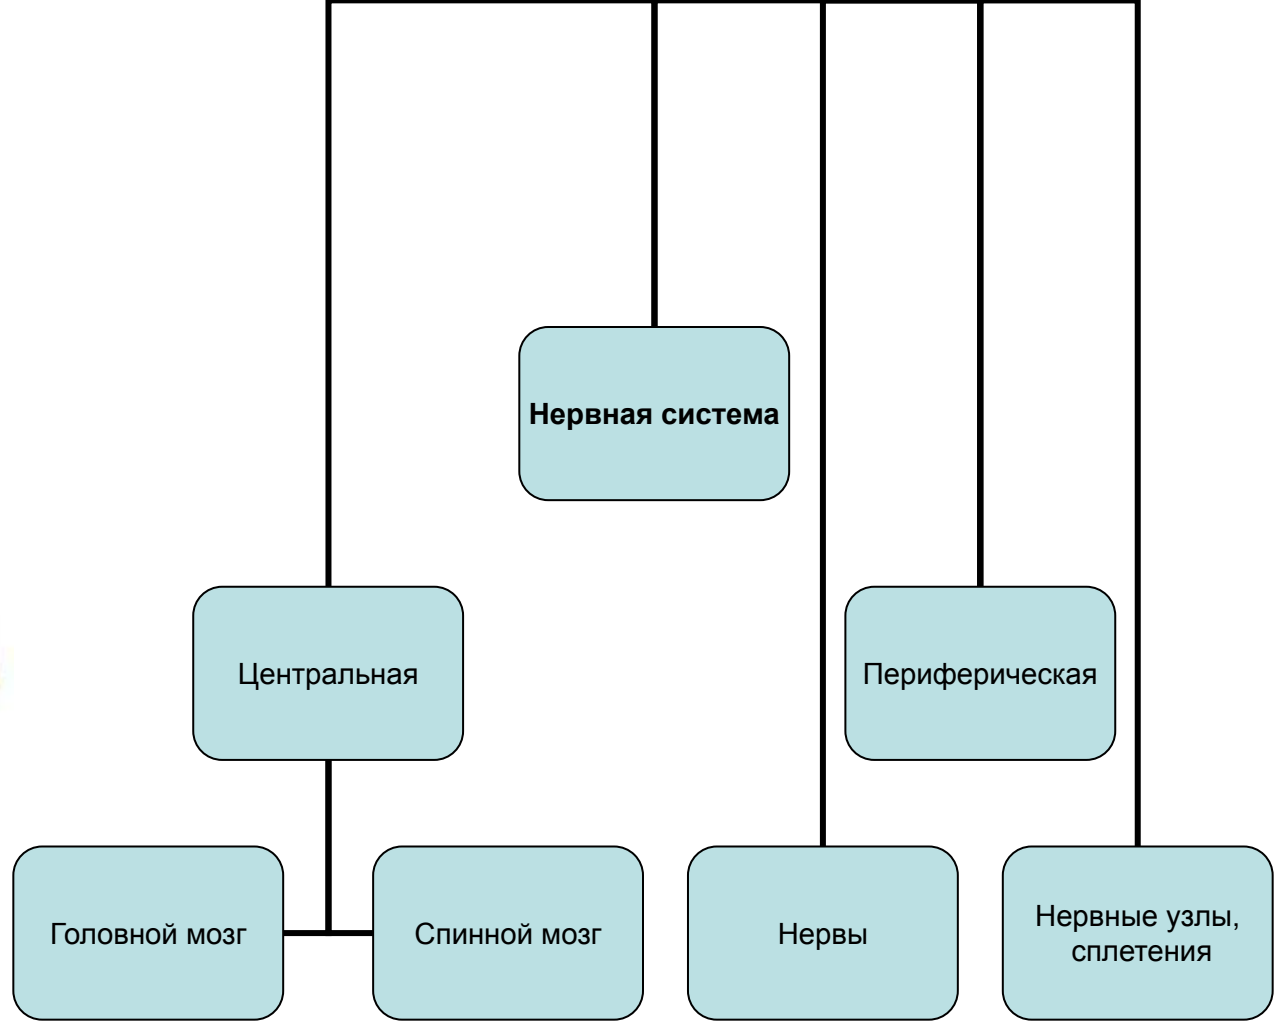 Нервная система
Центральная
Периферическая
Головной мозг
Спинной мозг
Нервы
Нервные узлы,
сплетения